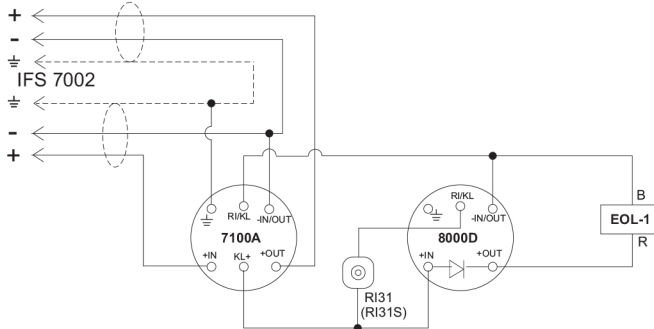 +
-
IFS 7002
-
+
RI/KL
-IN/OUT
7100A
+IN
KL+
+OUT
RI31
(RI31S)
RI/KL
-IN/OUT
8000D
+IN
+OUT
B
EOL-1
R